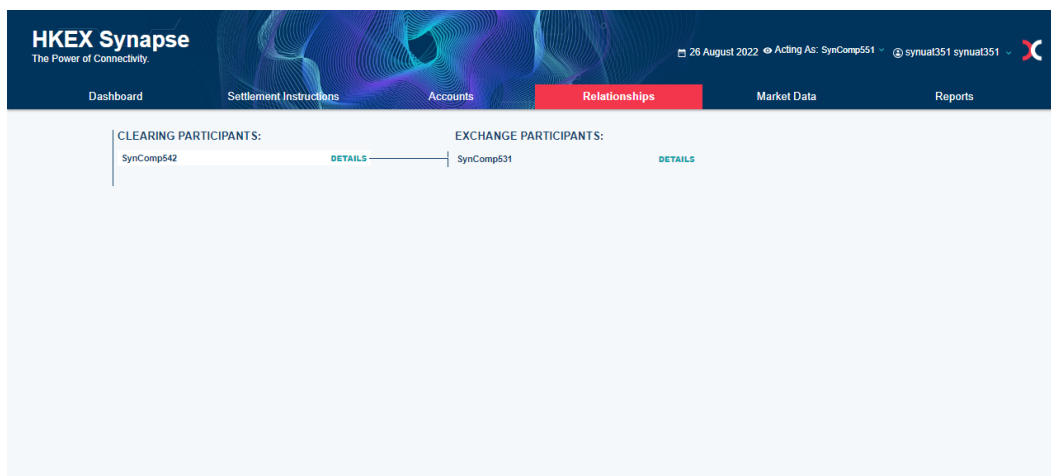 HKEX Synapse
The Power of Connectivity.
26 August 2022 Acting As: SynComp551 synuat351 synuat351
Dashboard Settlement Instructions Accounts Relationships Market Data Reports
CLEARING PARTICIPANTS: EXCHANGE PARTICIPANTS:
SynComp542 DETAILS SynComp531 DETAILS